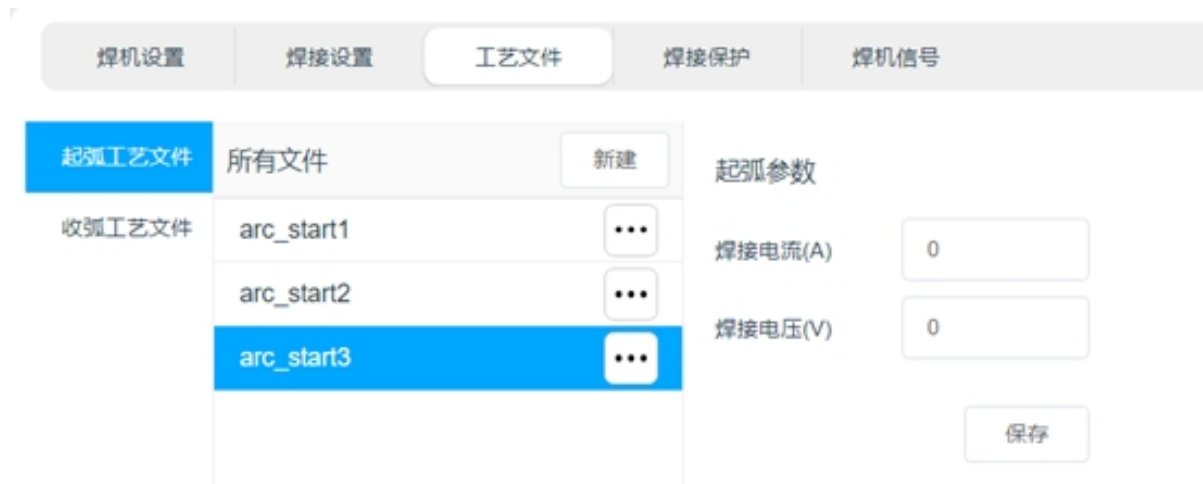 焊机设置 焊接设置 工艺文件 焊接保护 焊机信号
起弧工艺文件 所有文件 新建 起弧参数
收弧工艺文件 arc_start1 ••• 焊接电流(A) 0
arc_start2 •••
焊接电压(V) 0
arc_start3 •••
保存